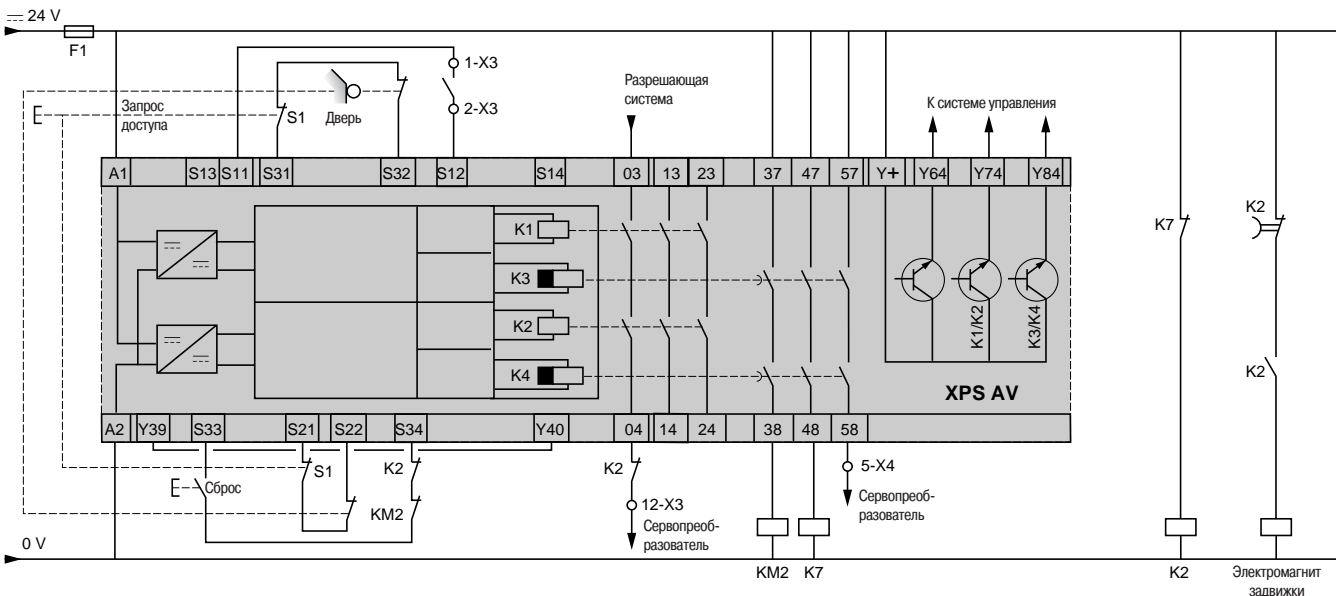 24 V
F1
1-X3
2-X3
Запрос
доступа
S1
Дверь
Разрешающая
система
К системе управления
A1
S13
S11
S31
S32
S12
S14
03
13
23
37
47
57
Y+
Y64
Y74
Y84
K1
K3
K2
K4
K1/K2
K3/K4
XPS AV
K7
K2
K2
A2
Y39
S33
S21
S22
S34
Y40
04
14
24
38
48
58
S1
K2
Сброс
KM2
K2
12-X3
Сервопреоб-
разователь
5-X4
Сервопреоб-
разователь
0 V
KM2
K7
K2
Электромагнит
задвижки